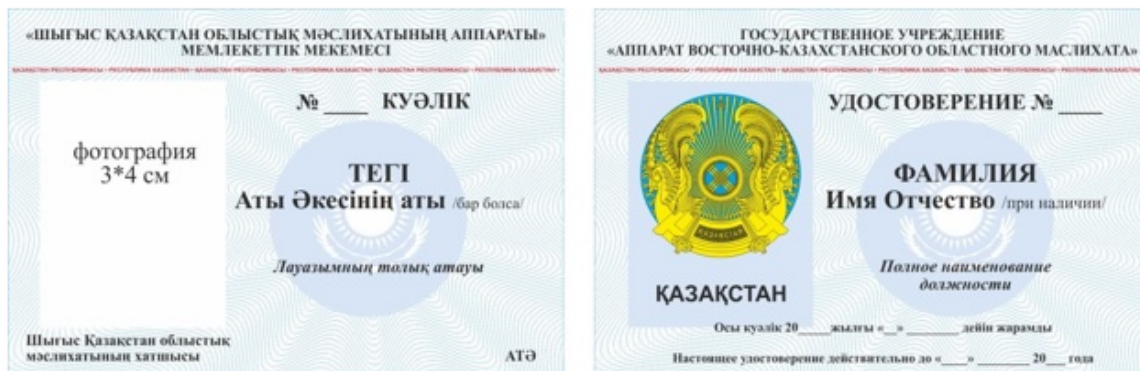 «ШЫҒЫС ҚАЗАҚСТАН ОБЛЫСТЫҚ МӘСЛИХАТЫНЫҢ АППАРАТЫ»
МЕМЛЕКЕТТІК МЕКЕМЕСІ
№ ____ КУӘЛІК
фотография
3*4 см
ТЕГІ
Аты Әкесінің аты /бар болса/
Лауазымның толық атауы
Шығыс Қазақстан облыстық
мәслихатының хатшысы
АТӘ
ГОСУДАРСТВЕННОЕ УЧРЕЖДЕНИЕ
«АППАРАТ ВОСТОЧНО-КАЗАХСТАНСКОГО ОБЛАСТНОГО МАСЛИХАТА»
УДОСТОВЕРЕНИЕ № ____
ФАМИЛИЯ
Имя Отчество /при наличии/
ҚАЗАҚСТАН
ҚАЗАҚСТАН
Полное наименование
должности
Осы куәлік 20____жылғы «__» ________ дейін жарамды
Настоящее удостоверение действительно до «____» ________ 20___ года